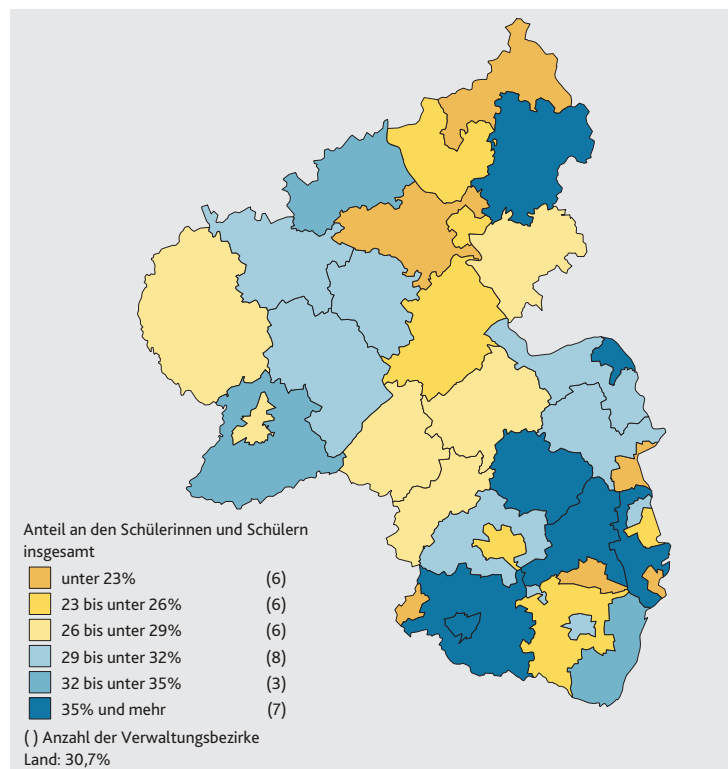 Anteil an den Schülerinnen und Schülern
insgesamt
unter 23% (6)
23 bis unter 26% (6)
26 bis unter 29% (6)
29 bis unter 32% (8)
32 bis unter 35% (3)
35% und mehr (7)
( ) Anzahl der Verwaltungsbezirke
Land: 30,7%